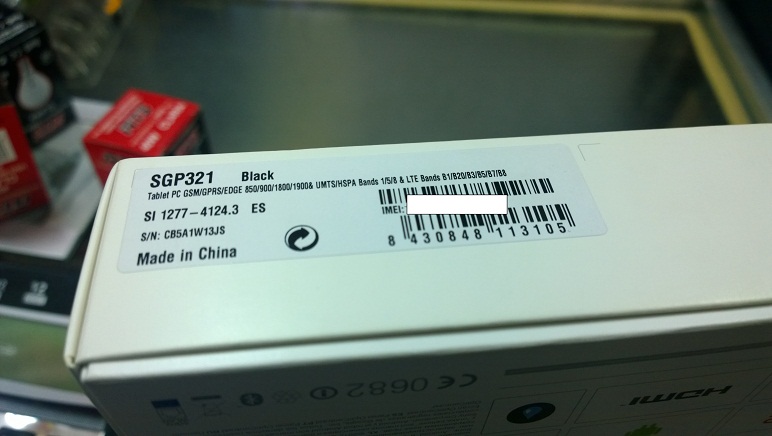 SGP321 Black
Tablet PC GSM/GPRS/EDGE 850/900/1800/1900& UMTS/HSPA Bands 1/5/8 & LTE Bands B1/B20/B3/B5/B7/B8
SI 1277-4124.3 ES
IMEI:
S/N: CB5A1W13JS
8 430848 113105
Made in China
CE0682
HDMI